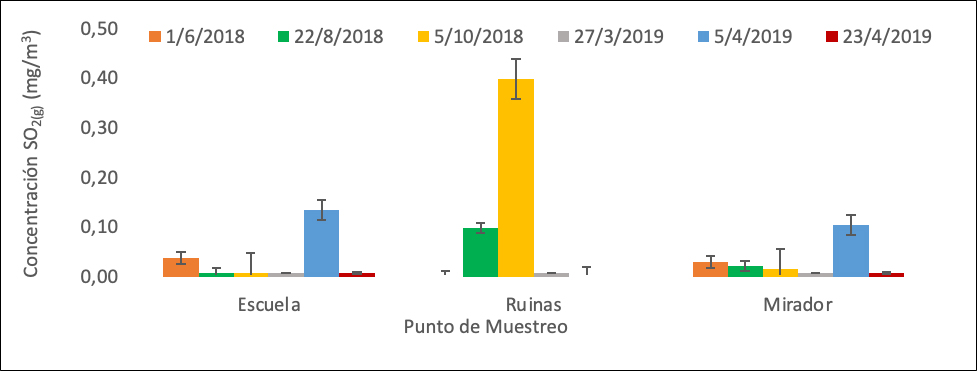 0,50
1/6/2018 22/8/2018 5/10/2018 27/3/2019 5/4/2019 23/4/2019
0,40
0,30
0,20
0,10
0,00
Concentración SO2(g) (mg/m3)
Escuela Ruinas Mirador
Punto de Muestreo